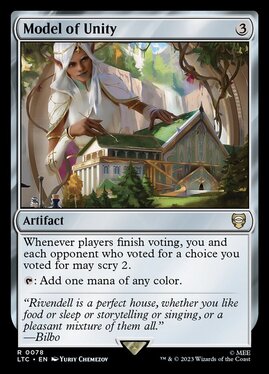 Model of Unity 3
Artifact
Whenever players finish voting, you and
each opponent who voted for a choice you
voted for may scry 2.
: Add one mana of any color.
"Rivendell is a perfect house, whether you like
food or sleep or storytelling or singing, or a
pleasant mixture of them all."
—Bilbo
R 0078
LTC • EN YURIY CHEMEZOV
© MEE
™ & © 2023 Wizards of the Coast